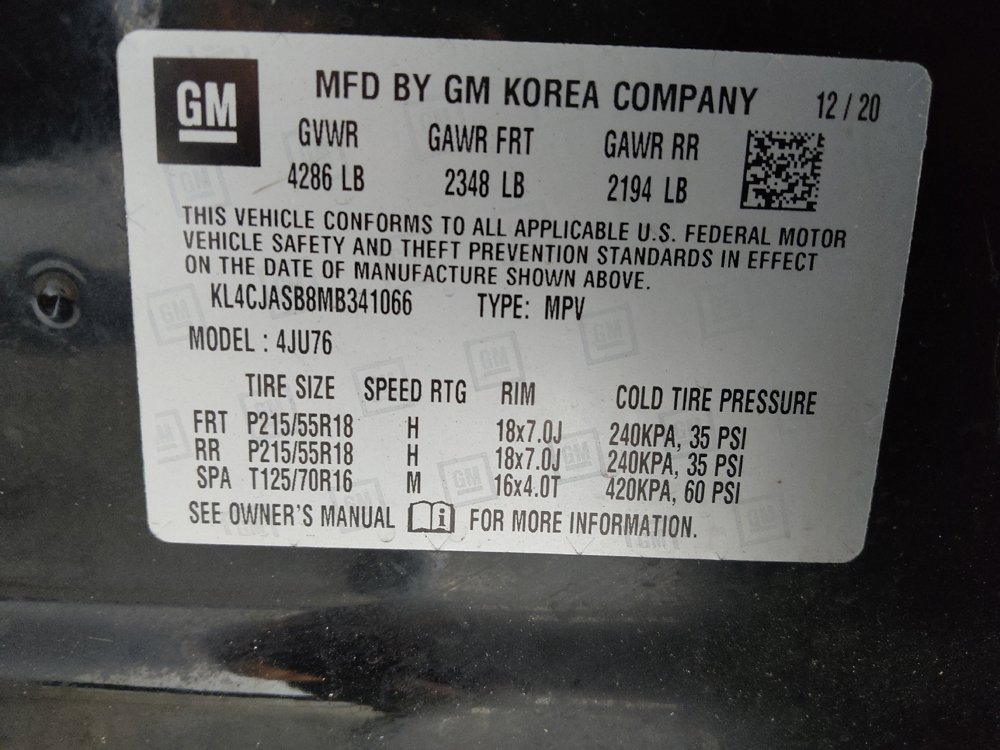 GM
MFD BY GM KOREA COMPANY 12 / 20
GVWR GAWR FRT GAWR RR
4286 LB 2348 LB 2194 LB
THIS VEHICLE CONFORMS TO ALL APPLICABLE U.S. FEDERAL MOTOR
VEHICLE SAFETY AND THEFT PREVENTION STANDARDS IN EFFECT
ON THE DATE OF MANUFACTURE SHOWN ABOVE.
KL4CJASB8MB341066 TYPE: MPV
MODEL : 4JU76
TIRE SIZE SPEED RTG RIM COLD TIRE PRESSURE
FRT P215/55R18 H 18x7.0J 240KPA, 35 PSI
RR P215/55R18 H 18x7.0J 240KPA, 35 PSI
SPA T125/70R16 M 16x4.0T 420KPA, 60 PSI
SEE OWNER'S MANUAL i FOR MORE INFORMATION.